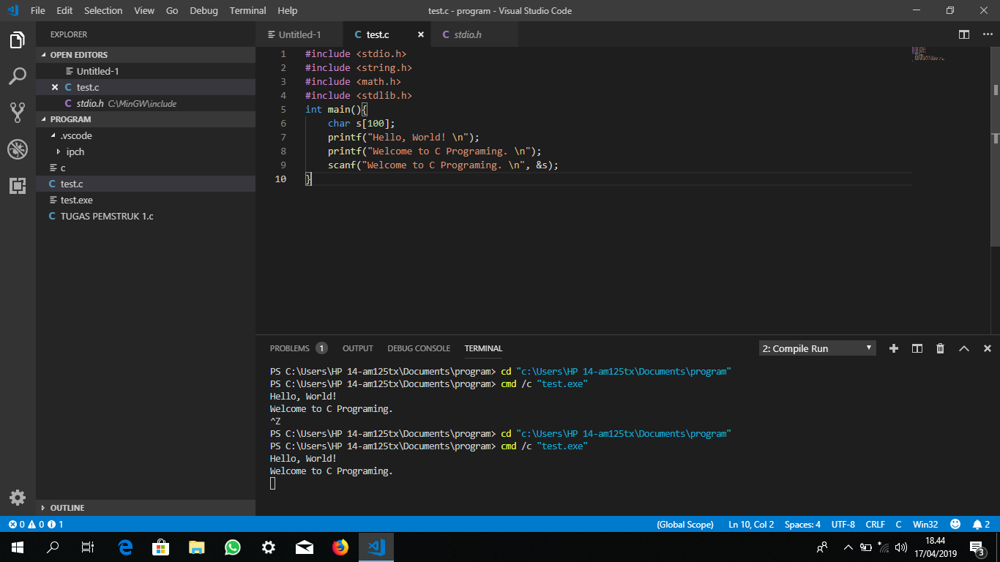 File Edit Selection View Go Debug Terminal Help
test.c - program - Visual Studio Code
EXPLORER
OPEN EDITORS
Untitled-1
test.c
stdio.h C:\MinGW\include
PROGRAM
.vscode
ipch
c
test.c
test.exe
TUGAS PEMSTRUK 1.c
OUTLINE
Untitled-1 test.c stdio.h
1 #include <stdio.h>
2 #include <string.h>
3 #include <math.h>
4 #include <stdlib.h>
5 int main(){
6 char s[100];
7 printf("Hello, World! \n");
8 printf("Welcome to C Programing. \n");
9 scanf("Welcome to C Programing. \n", &s);
10 }
PROBLEMS 1 OUTPUT DEBUG CONSOLE TERMINAL
2: Compile Run
PS C:\Users\HP 14-am125tx\Documents\program> cd "c:\Users\HP 14-am125tx\Documents\program"
PS C:\Users\HP 14-am125tx\Documents\program> cmd /c "test.exe"
Hello, World!
Welcome to C Programing.
^Z
PS C:\Users\HP 14-am125tx\Documents\program> cd "c:\Users\HP 14-am125tx\Documents\program"
PS C:\Users\HP 14-am125tx\Documents\program> cmd /c "test.exe"
Hello, World!
Welcome to C Programing.
0 0 1
(Global Scope) Ln 10, Col 2 Spaces: 4 UTF-8 CRLF C Win32 2
18.44
17/04/2019
3